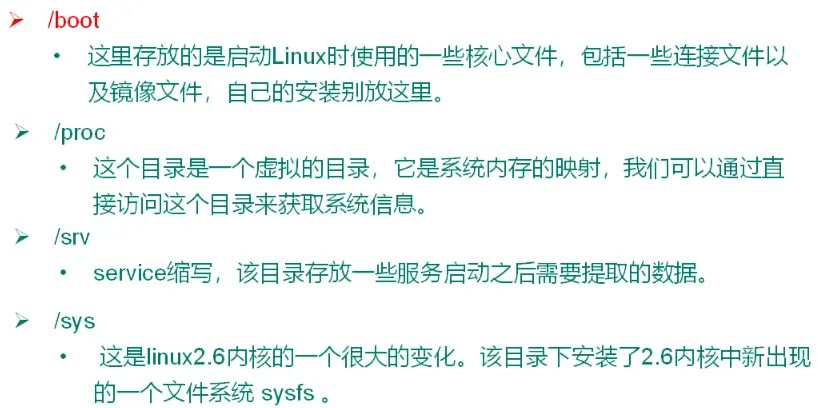 ➢ /boot
• 这里存放的是启动Linux时使用的一些核心文件，包括一些连接文件以
及镜像文件，自己的安装别放这里。
➢ /proc
• 这个目录是一个虚拟的目录，它是系统内存的映射，我们可以通过直
接访问这个目录来获取系统信息。
➢ /srv
• service缩写，该目录存放一些服务启动之后需要提取的数据。
➢ /sys
• 这是linux2.6内核的一个很大的变化。该目录下安装了2.6内核中新出现
的一个文件系统 sysfs 。